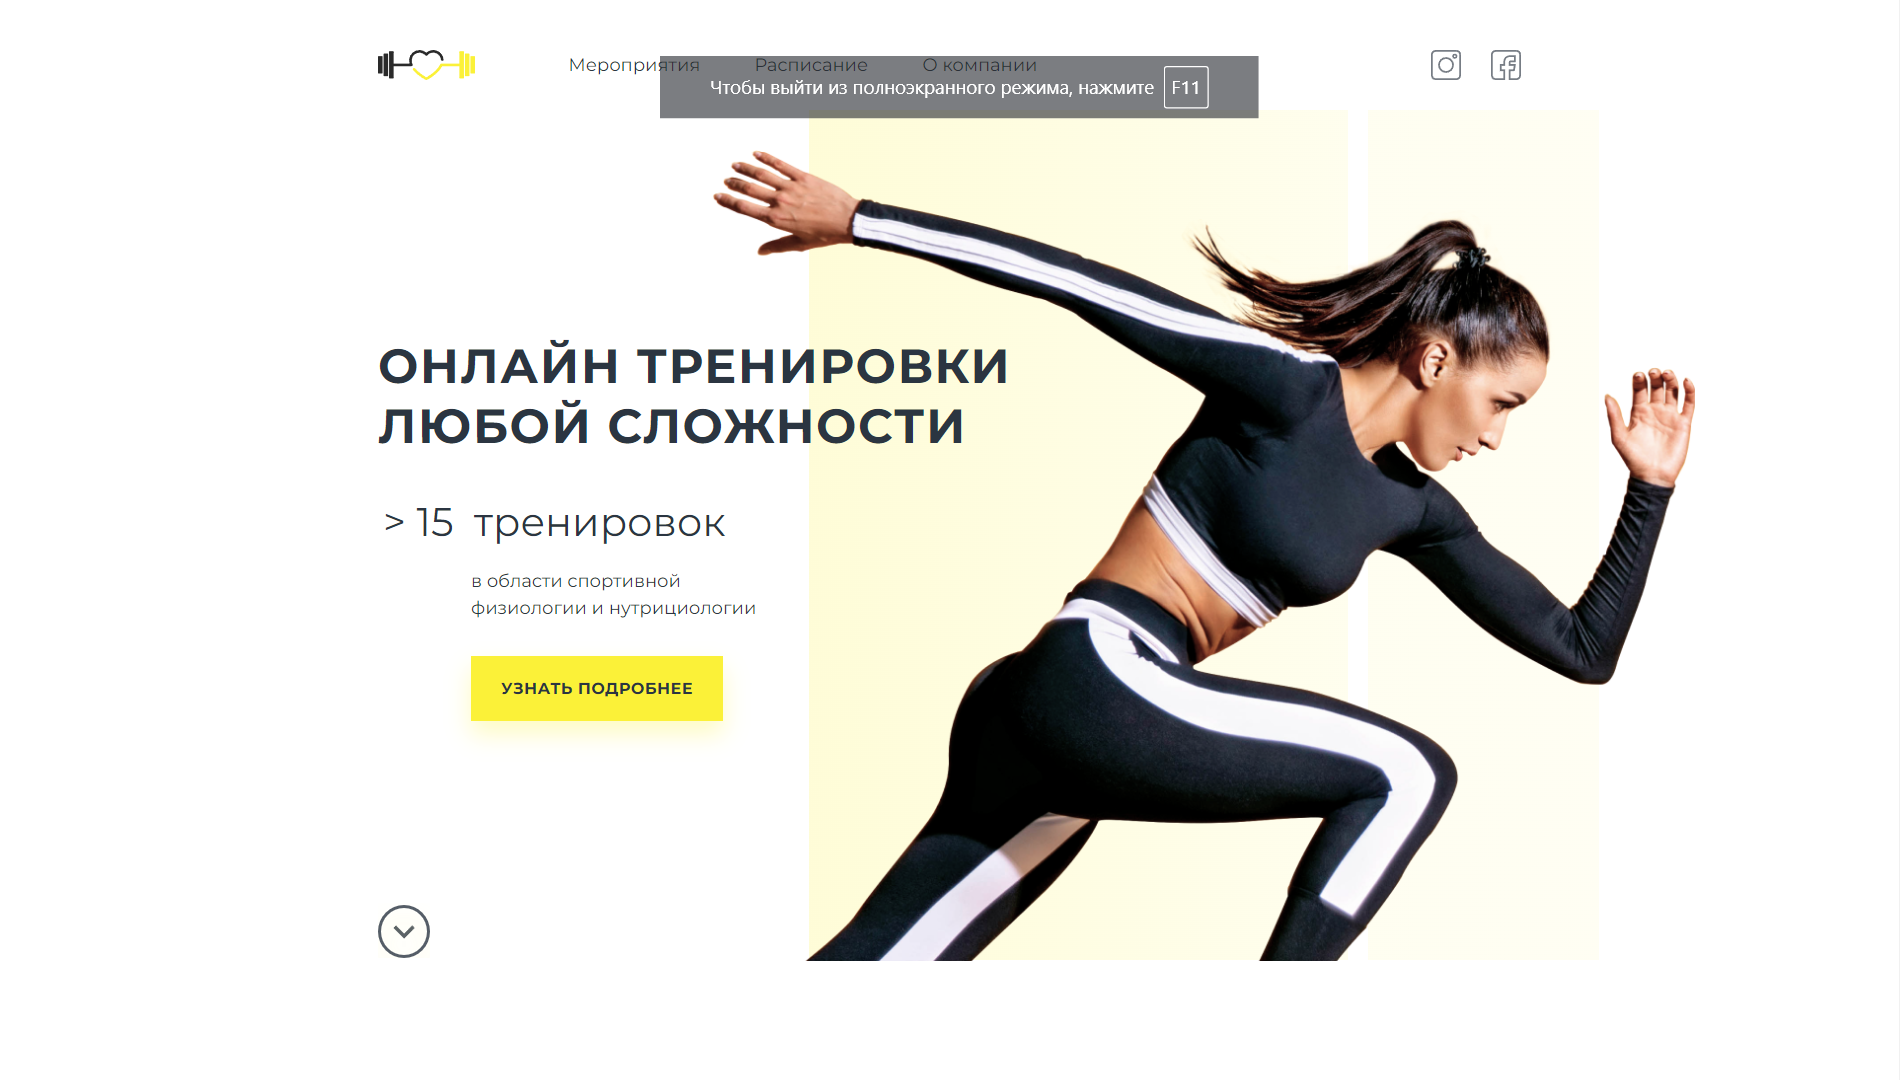 Мероприятия
Расписание
О компании
Чтобы выйти из полноэкранного режима, нажмите F11
ОНЛАЙН ТРЕНИРОВКИ
ЛЮБОЙ СЛОЖНОСТИ
> 15 тренировок
в области спортивной
физиологии и нутрициологии
УЗНАТЬ ПОДРОБНЕЕ